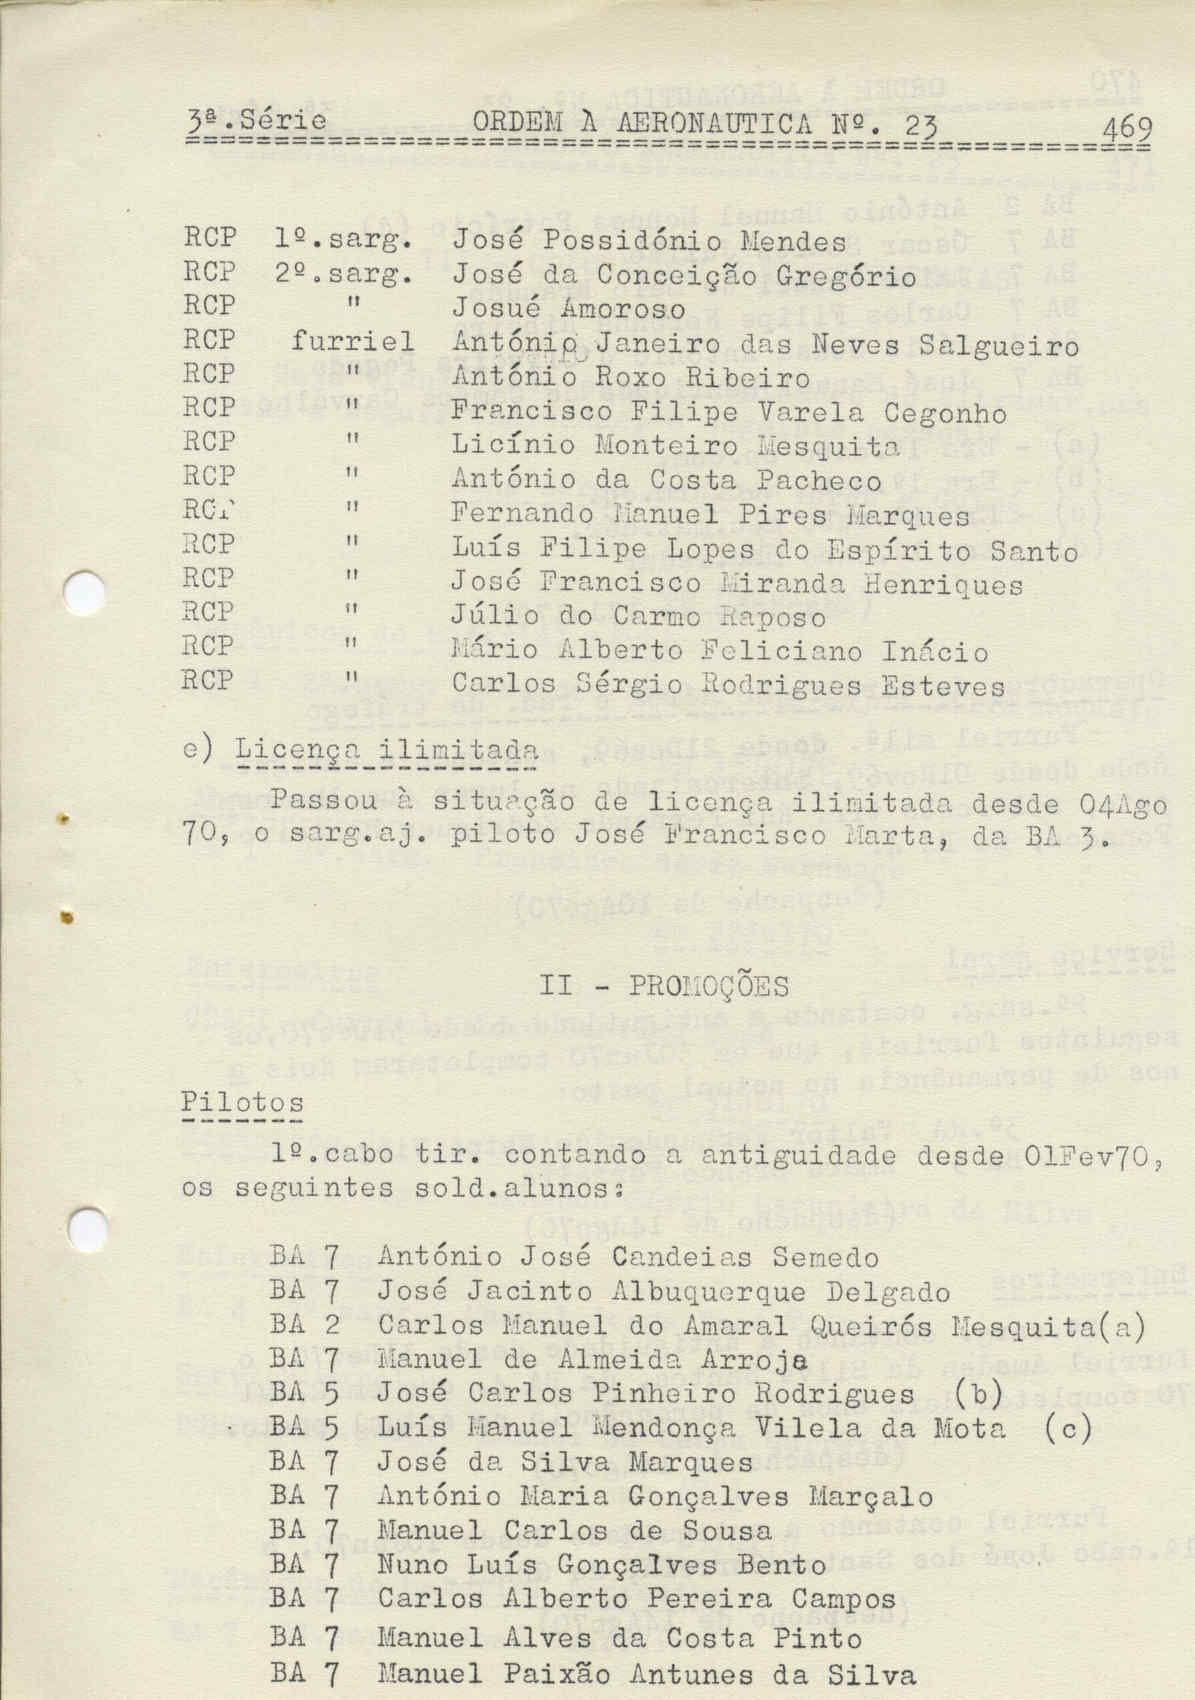 3ª.Série ORDEM À AERONAUTICA Nº. 23 469
RCP 1º.sarg. José Possidónio Mendes
RCP 2º.sarg. José da Conceição Gregório
RCP " Josué Amoroso
RCP furriel António Janeiro das Neves Salgueiro
RCP " António Roxo Ribeiro
RCP " Francisco Filipe Varela Cegonho
RCP " Licínio Monteiro Mesquita
RCP " António da Costa Pacheco
RCP " Fernando Manuel Pires Marques
RCP " Luís Filipe Lopes do Espírito Santo
RCP " José Francisco Miranda Henriques
RCP " Júlio do Carmo Raposo
RCP " Mário Alberto Feliciano Inácio
RCP " Carlos Sérgio Rodrigues Esteves
e) Licença ilimitada
Passou à situação de licença ilimitada desde 04Ago
70, o sarg.aj. piloto José Francisco Marta, da BA 3.
II - PROMOÇÕES
Pilotos
1º.cabo tir. contando a antiguidade desde 01Fev70,
os seguintes sold.alunos:
BA 7 António José Candeias Semedo
BA 7 José Jacinto Albuquerque Delgado
BA 2 Carlos Manuel do Amaral Queirós Mesquita(a)
BA 7 Manuel de Almeida Arroja
BA 5 José Carlos Pinheiro Rodrigues (b)
BA 5 Luís Manuel Mendonça Vilela da Mota (c)
BA 7 José da Silva Marques
BA 7 António Maria Gonçalves Marçalo
BA 7 Manuel Carlos de Sousa
BA 7 Nuno Luís Gonçalves Bento
BA 7 Carlos Alberto Pereira Campos
BA 7 Manuel Alves da Costa Pinto
BA 7 Manuel Paixão Antunes da Silva